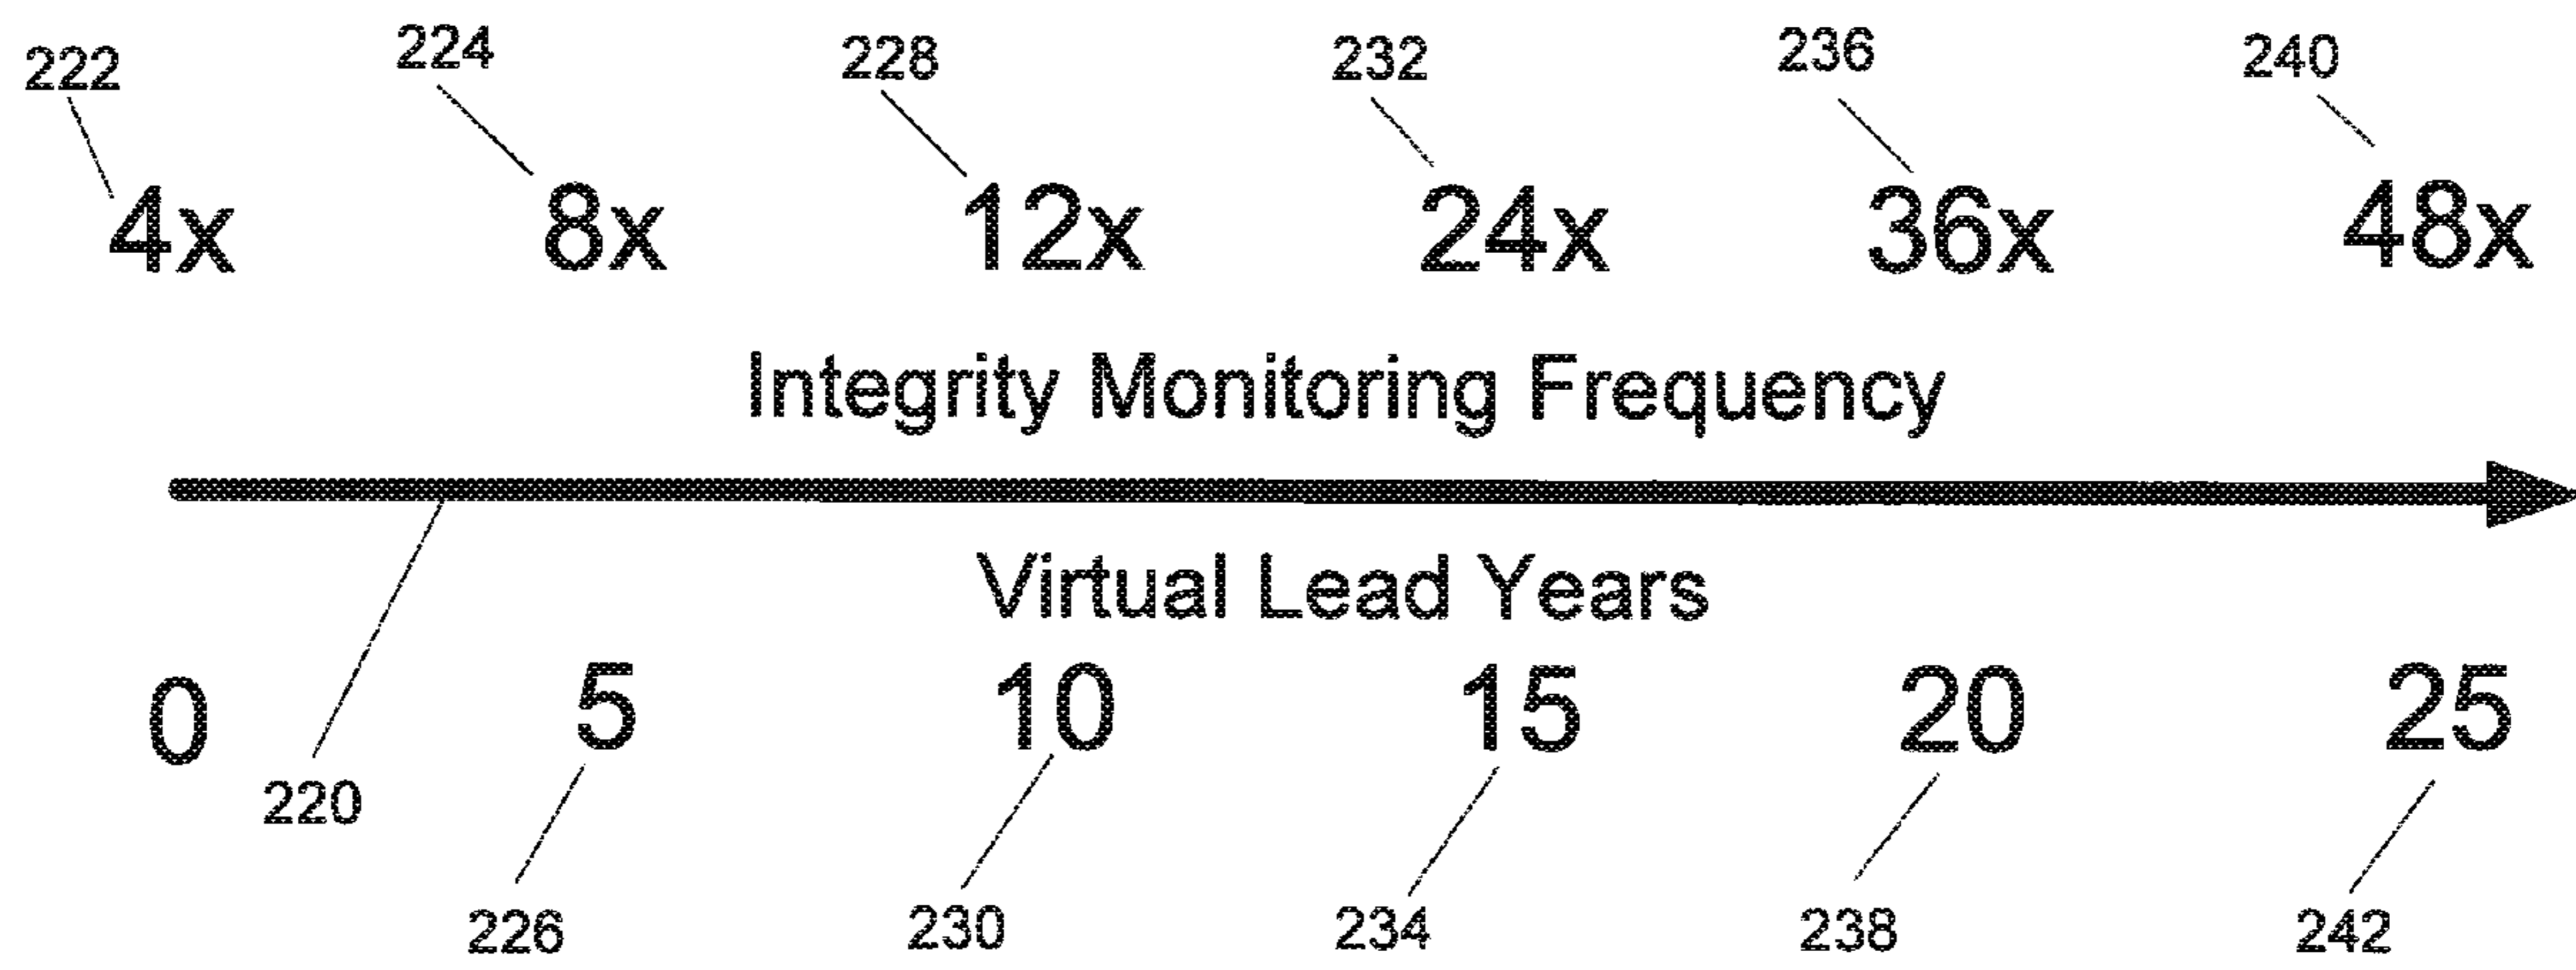 222 224 228 232 236 240
4x 8x 12x 24x 36x 48x
Integrity Monitoring Frequency
Virtual Lead Years
0 5 10 15 20 25
220
226 230 234 238 242